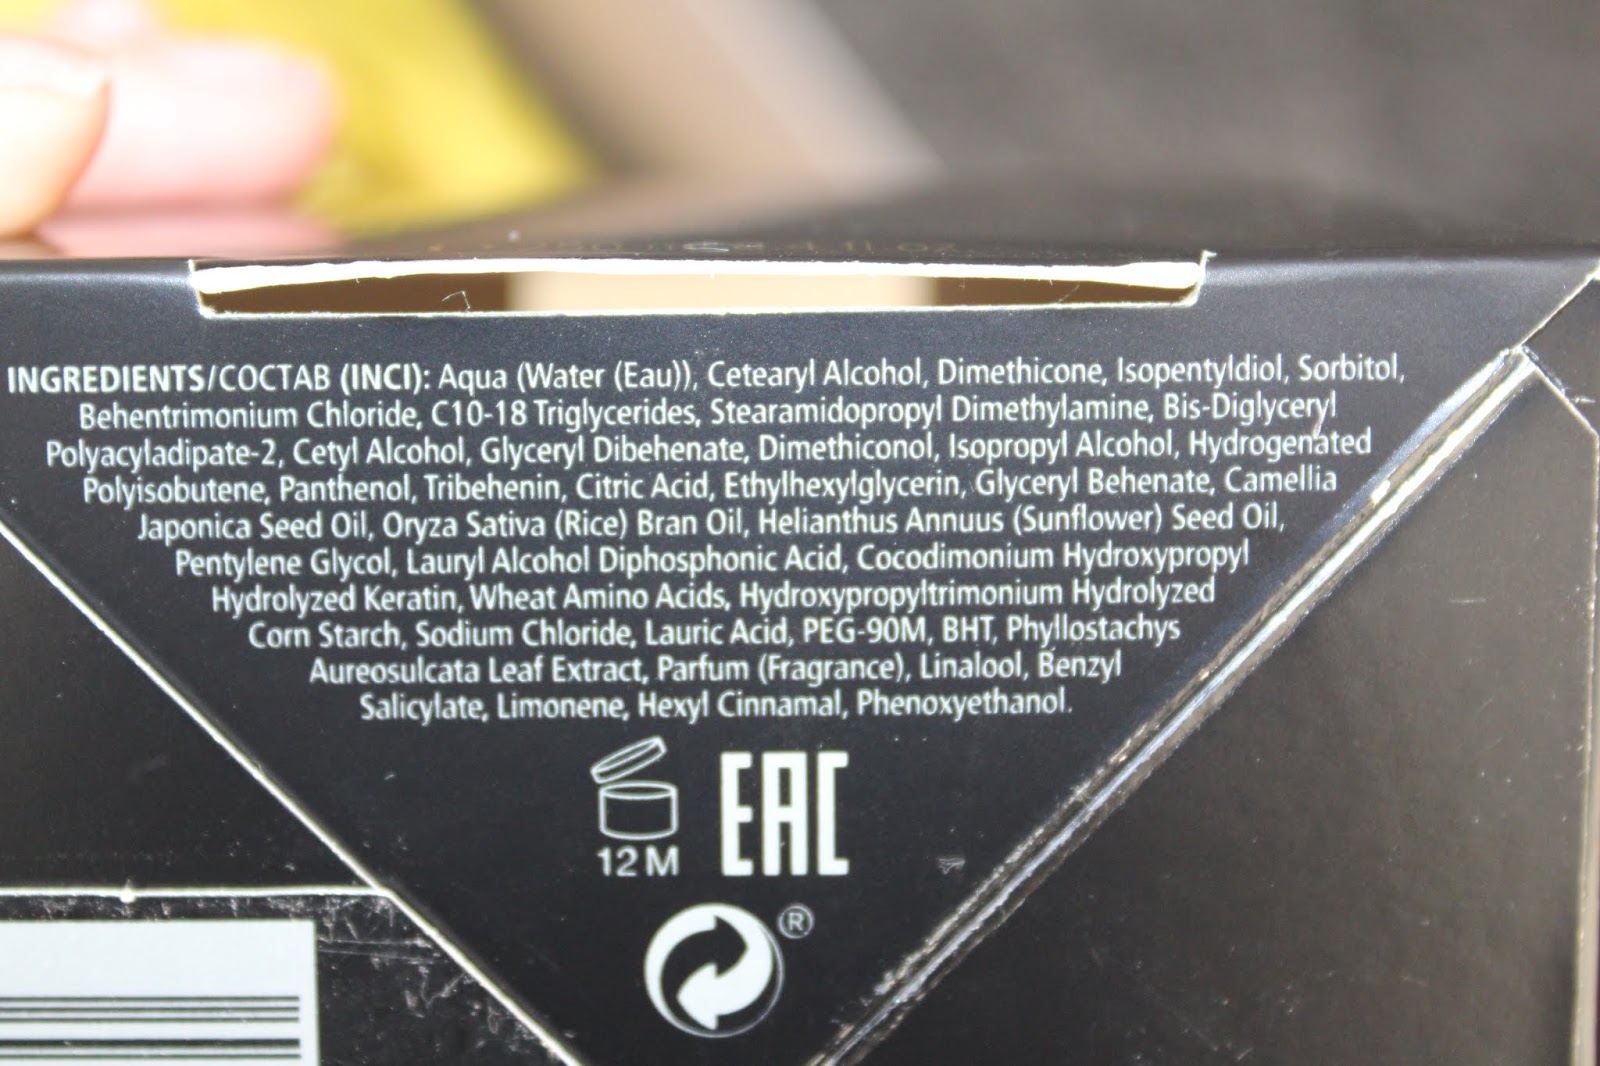 INGREDIENTS/СОСТАВ (INCI): Aqua (Water (Eau)), Cetearyl Alcohol, Dimethicone, Isopentyldiol, Sorbitol,
Behentrimonium Chloride, C10-18 Triglycerides, Stearamidopropyl Dimethylamine, Bis-Diglyceryl
Polyacyladipate-2, Cetyl Alcohol, Glyceryl Dibehenate, Dimethiconol, Isopropyl Alcohol, Hydrogenated
Polyisobutene, Panthenol, Tribehenin, Citric Acid, Ethylhexylglycerin, Glyceryl Behenate, Camellia
Japonica Seed Oil, Oryza Sativa (Rice) Bran Oil, Helianthus Annuus (Sunflower) Seed Oil,
Pentylene Glycol, Lauryl Alcohol Diphosphonic Acid, Cocodimonium Hydroxypropyl
Hydrolyzed Keratin, Wheat Amino Acids, Hydroxypropyltrimonium Hydrolyzed
Corn Starch, Sodium Chloride, Lauric Acid, PEG-90M, BHT, Phyllostachys
Aureosulcata Leaf Extract, Parfum (Fragrance), Linalool, Benzyl
Salicylate, Limonene, Hexyl Cinnamal, Phenoxyethanol.
12 M EAC
®